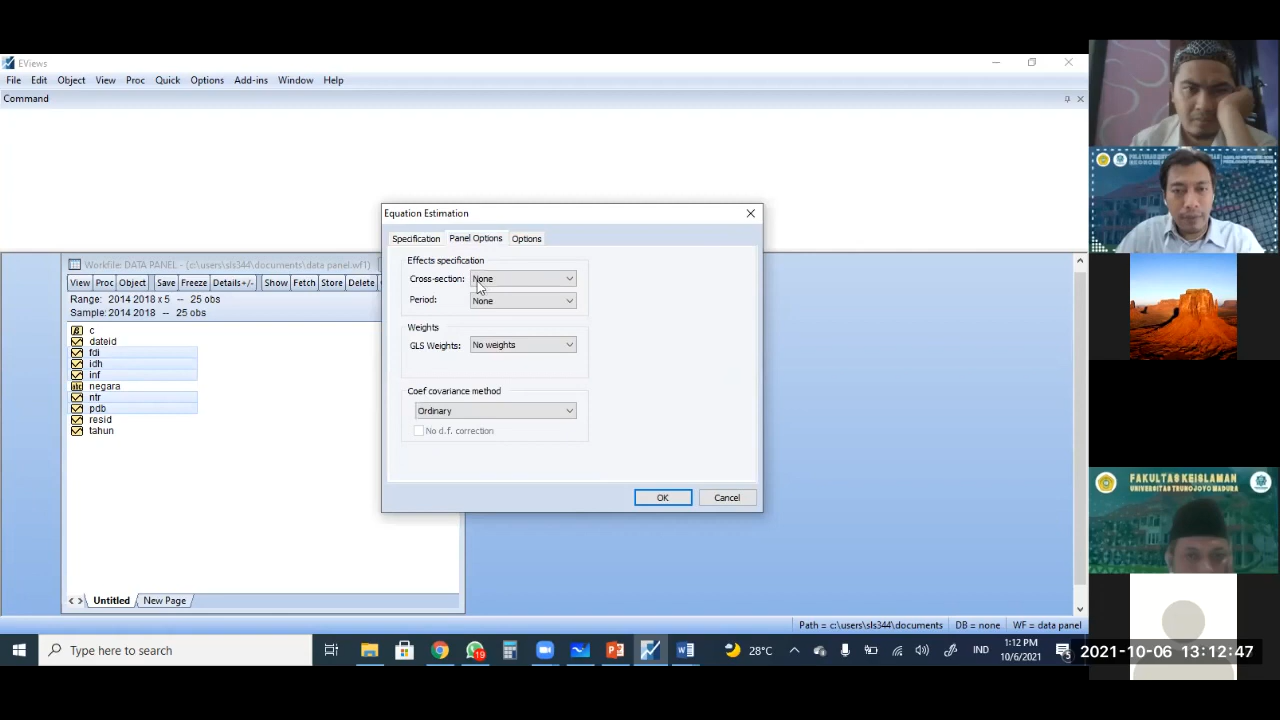 EViews
File Edit Object View Proc Quick Options Add-ins Window Help
Command
Equation Estimation
Specification Panel Options Options
Effects specification
Cross-section: None
Period: None
Weights
GLS Weights: No weights
Coef covariance method
Ordinary
No d.f. correction
OK Cancel
Workfile: DATA PANEL - (c:\users\sls344\documents\data panel.wf1)
View Proc Object Save Freeze Details+/- Show Fetch Store Delete
Range: 2014 2018 x 5 -- 25 obs
Sample: 2014 2018 -- 25 obs
c
dateid
fdi
idh
inf
negara
ntr
pdb
resid
tahun
Untitled New Page
Path = c:\users\sls344\documents DB = none WF = data panel
Type here to search
19
28°C
IND
1:12 PM
10/6/2021
5
2021-10-06 13:12:47
FAKULTAS KEISLAMAN
UNIVERSITAS TRUNOJOYO MADURA